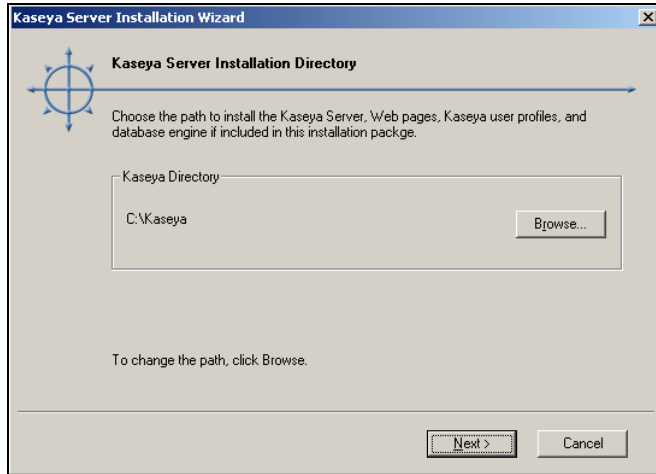 Kaseya Server Installation Wizard
Kaseya Server Installation Directory
Choose the path to install the Kaseya Server, Web pages, Kaseya user profiles, and
database engine if included in this installation packge.
Kaseya Directory
C:\Kaseya
Browse...
To change the path, click Browse.
Next >
Cancel